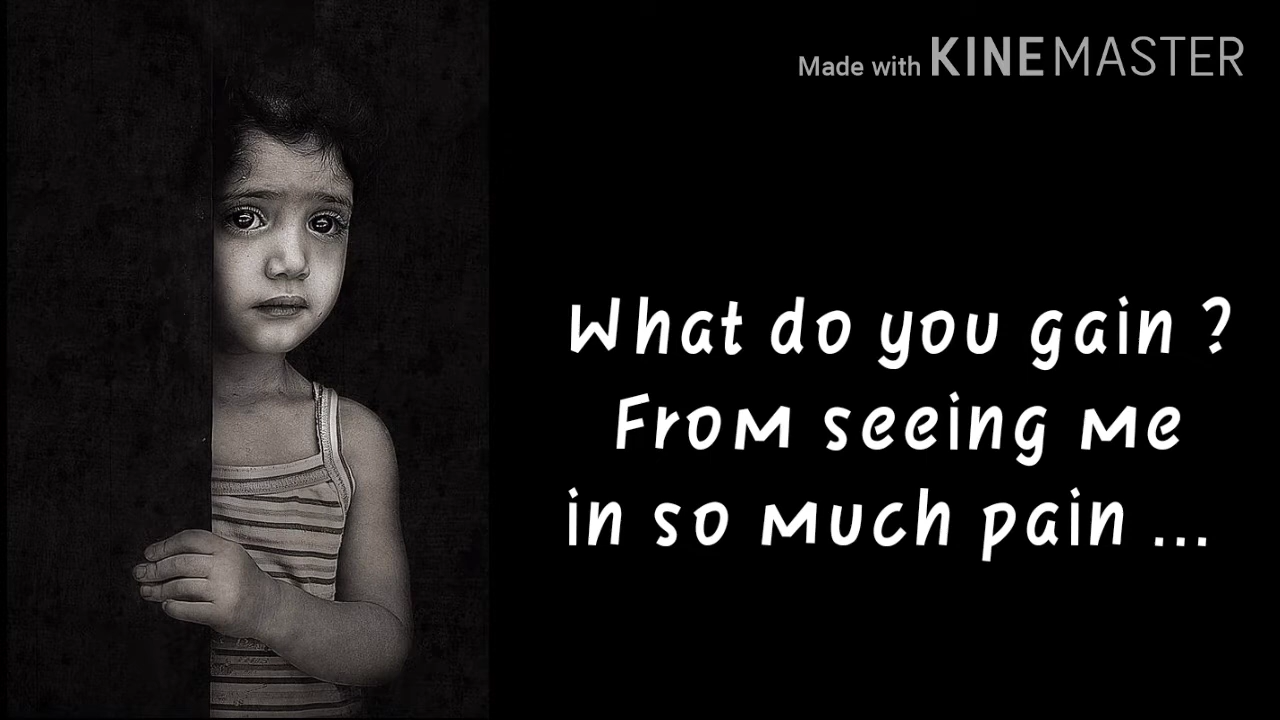 Made with KINEMASTER
What do you gain ?
From seeing me
in so much pain ...